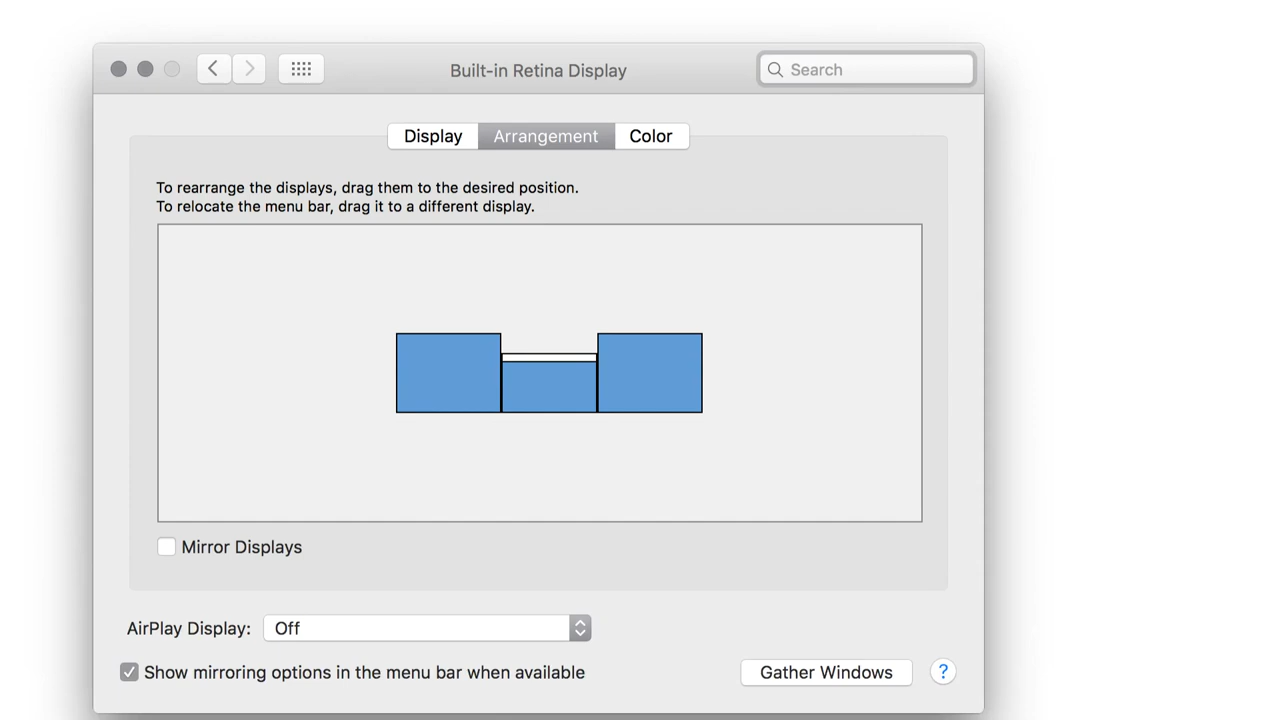 Built-in Retina Display
Search
Display Arrangement Color
To rearrange the displays, drag them to the desired position.
To relocate the menu bar, drag it to a different display.
Mirror Displays
AirPlay Display: Off
Show mirroring options in the menu bar when available
Gather Windows ?